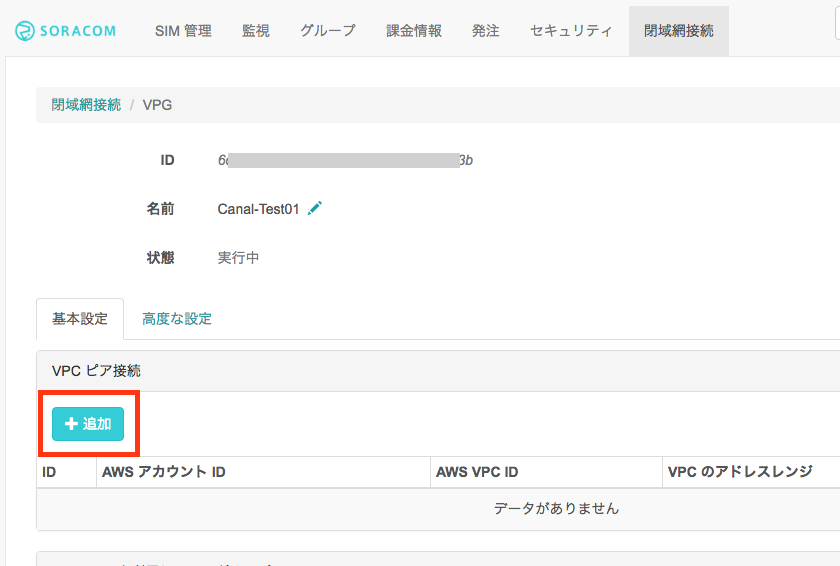 SORACOM SIM 管理 監視 グループ 課金情報 発注 セキュリティ 閉域網接続
閉域網接続 / VPG
ID 6 3b
名前 Canal-Test01
状態 実行中
基本設定 高度な設定
VPC ピア接続
+ 追加
ID AWS アカウント ID AWS VPC ID VPC のアドレスレンジ
データがありません